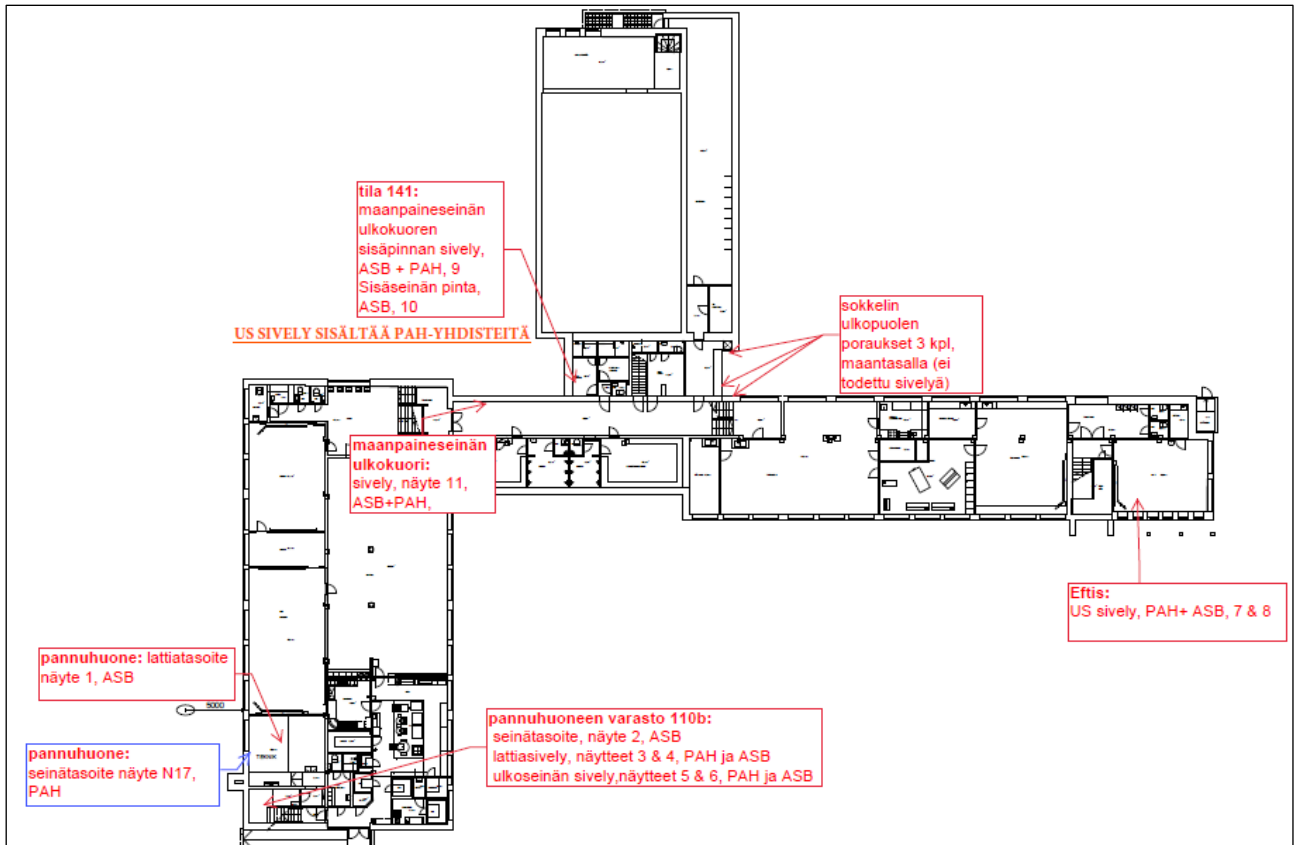 tila 141:
maanpaineseinän
ulkokuoren
sisäpinnan sively,
ASB + PAH, 9
Sisäseinän pinta,
ASB, 10
US SIVELY SISÄLTÄÄ PAH-YHDISTEITÄ
sokkelin
ulkopuolen
poraukset 3 kpl,
maantasalla (ei
todettu sivelyä)
maanpaineseinän
ulkokuori:
sively, näyte 11,
ASB+PAH,
Eftis:
US sively, PAH+ ASB, 7 & 8
pannuhuone: lattiatasoite
näyte 1, ASB
5000
pannuhuoneen varasto 110b:
seinätasoite, näyte 2, ASB
lattiasively, näytteet 3 & 4, PAH ja ASB
ulkoseinän sively,näytteet 5 & 6, PAH ja ASB
pannuhuone:
seinätasoite näyte N17,
PAH